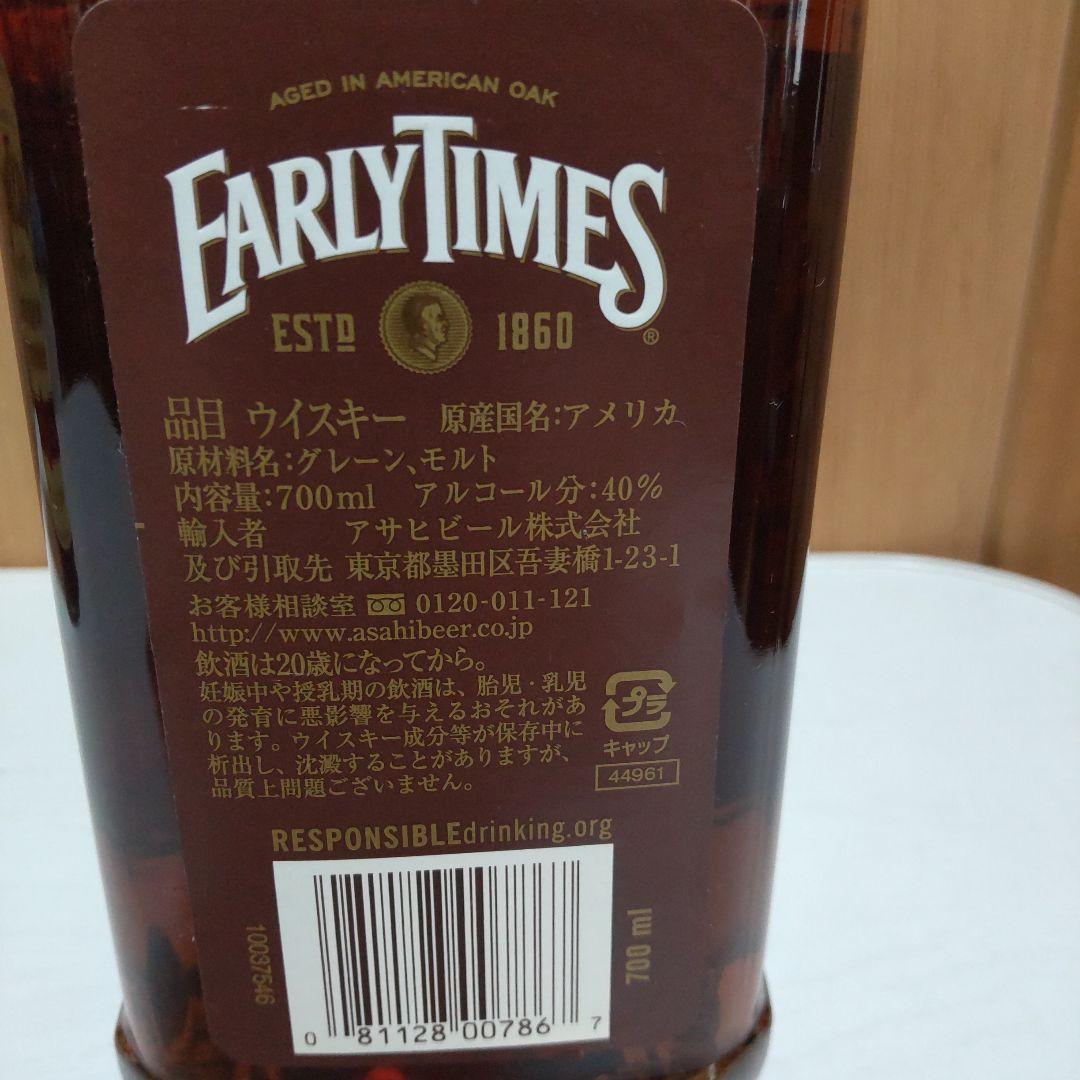 AGED IN AMERICAN OAK
EARLY TIMES
ESTD 1860
®
品目 ウイスキー 原産国名:アメリカ
原材料名:グレーン、モルト
内容量:700ml アルコール分:40%
輸入者 アサヒビール株式会社
及び引取先 東京都墨田区吾妻橋1-23-1
お客様相談室 0120-011-121
http://www.asahibeer.co.jp
飲酒は20歳になってから。
妊娠中や授乳期の飲酒は、胎児・乳児
の発育に悪影響を与えるおそれがあ
ります。ウイスキー成分等が保存中に
析出し、沈澱することがありますが、
品質上問題ございません。
プラ
キャップ
44961
RESPONSIBLEdrinking.org
10037546
700 ml
0 81128 00786 7